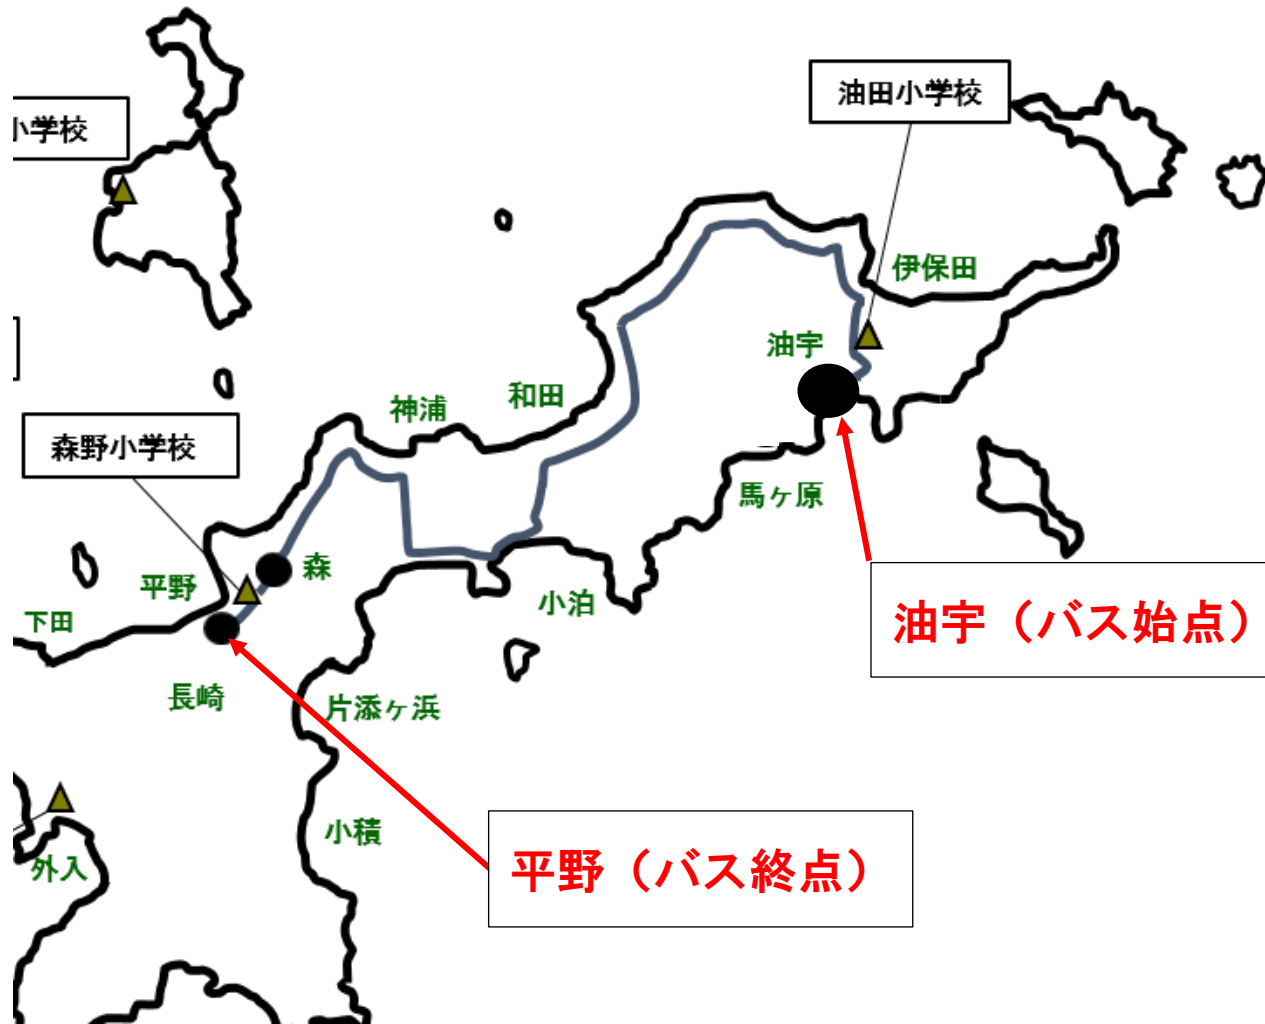 油田小学校
小学校
伊保田
油宇
和田
神浦
森野小学校
馬ヶ原
森
平野
小泊
下田
油宇（バス始点）
長崎
片添ヶ浜
小積
外入
平野（バス終点）